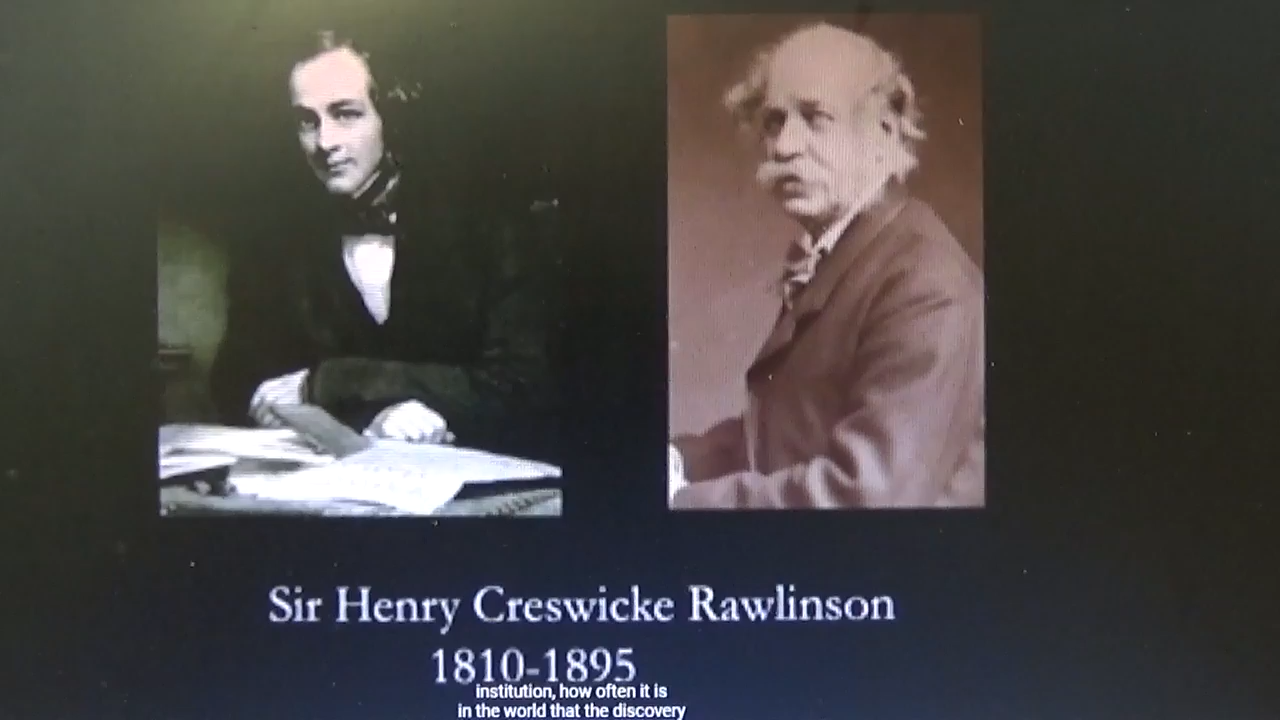 Sir Henry Creswicke Rawlinson
1810-1895
institution, how often it is
in the world that the discovery